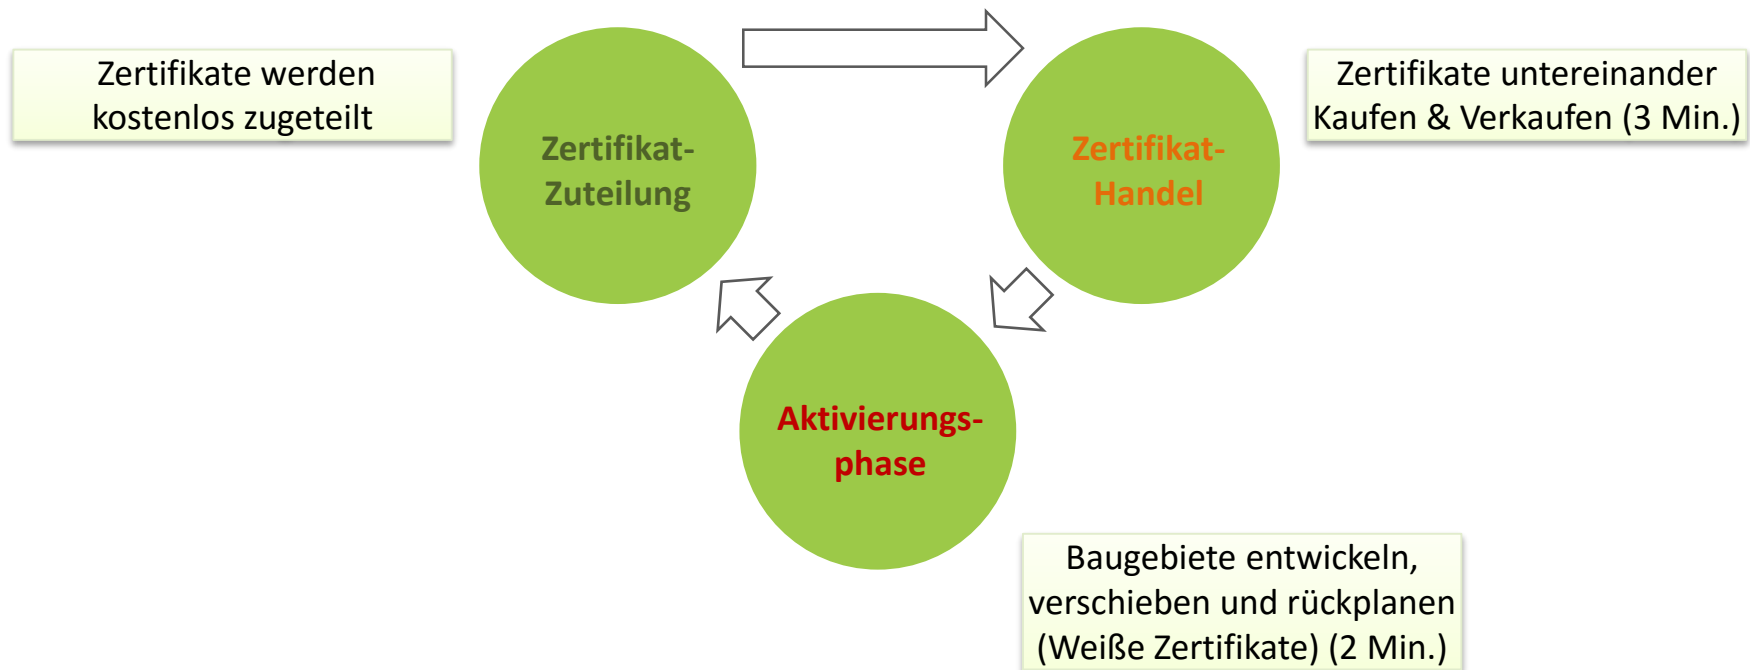 Zertifikate werden
kostenlos zugeteilt
Zertifikat-
Zuteilung
Zertifikat-
Handel
Zertifikate untereinander
Kaufen & Verkaufen (3 Min.)
Aktivierungs-
phase
Baugebiete entwickeln,
verschieben und rückplanen
(Weiße Zertifikate) (2 Min.)